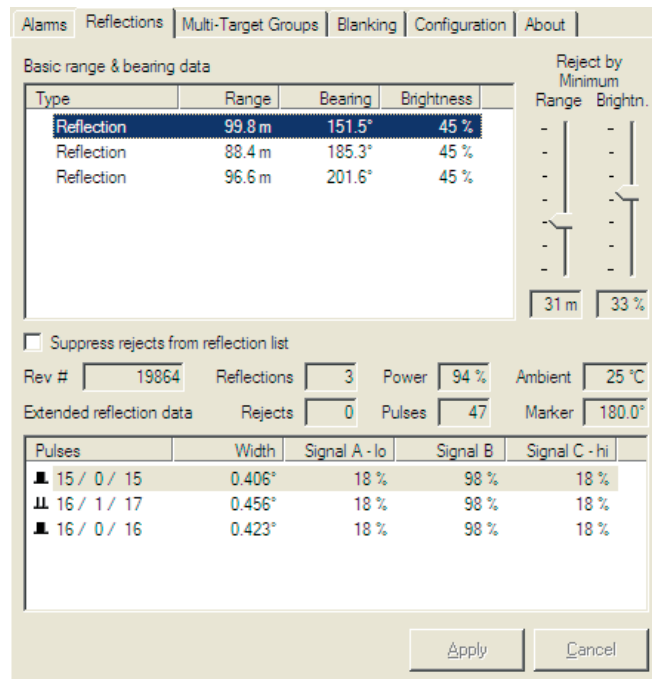 Alarms Reflections Multi-Target Groups Blanking Configuration About
Basic range & bearing data
Reject by
Minimum
Range Brightn.
Type Range Bearing Brightness
Reflection 99.8 m 151.5° 45 %
Reflection 88.4 m 185.3° 45 %
Reflection 96.6 m 201.6° 45 %
31 m 33 %
Suppress rejects from reflection list
Rev # 19864 Reflections 3 Power 94 % Ambient 25 °C
Extended reflection data Rejects 0 Pulses 47 Marker 180.0°
Pulses Width Signal A - lo Signal B Signal C - hi
15 / 0 / 15 0.406° 18 % 98 % 18 %
16 / 1 / 17 0.456° 18 % 98 % 18 %
16 / 0 / 16 0.423° 18 % 98 % 18 %
Apply Cancel